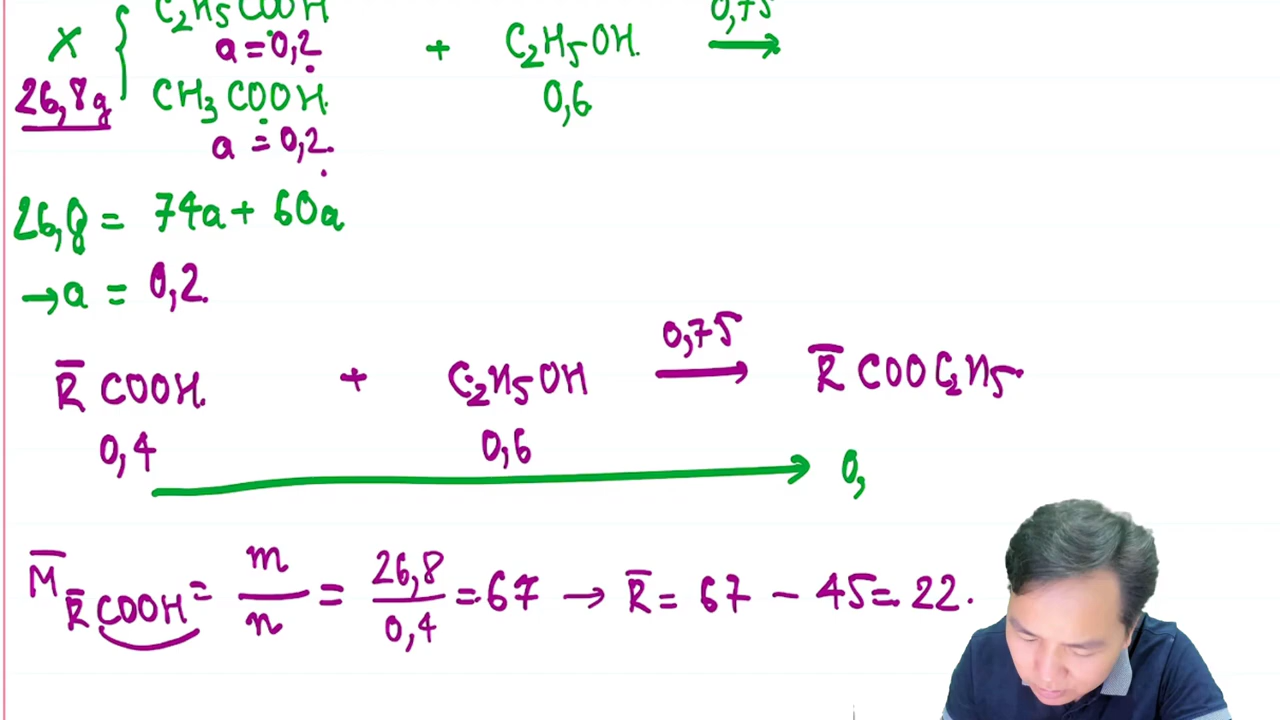 C₂H₅COOH 0,75
X { a = 0,2 + C₂H₅OH →
26,8g CH₃COOH 0,6
a = 0,2.
26,8 = 74a + 60a
→ a = 0,2.
R̅COOH + C₂H₅OH 0,75 → R̅COOC₂H₅.
0,4 0,6 → 0,
M̅ R̅COOH = m/n = 26,8/0,4 = 67 → R̅ = 67 - 45 = 22.